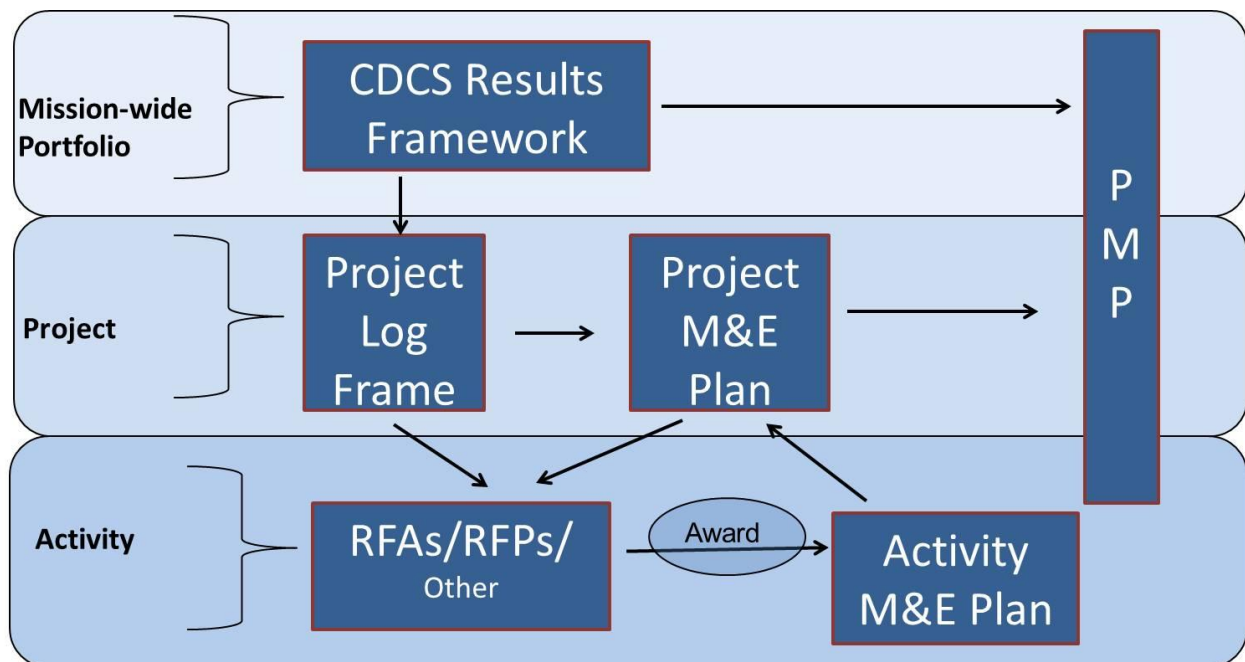 Mission-wide
Portfolio
CDCS Results
Framework
P
M
P
Project
Project
Log
Frame
Project
M&E
Plan
Activity
RFAs/RFPs/
Other
Award
Activity
M&E Plan